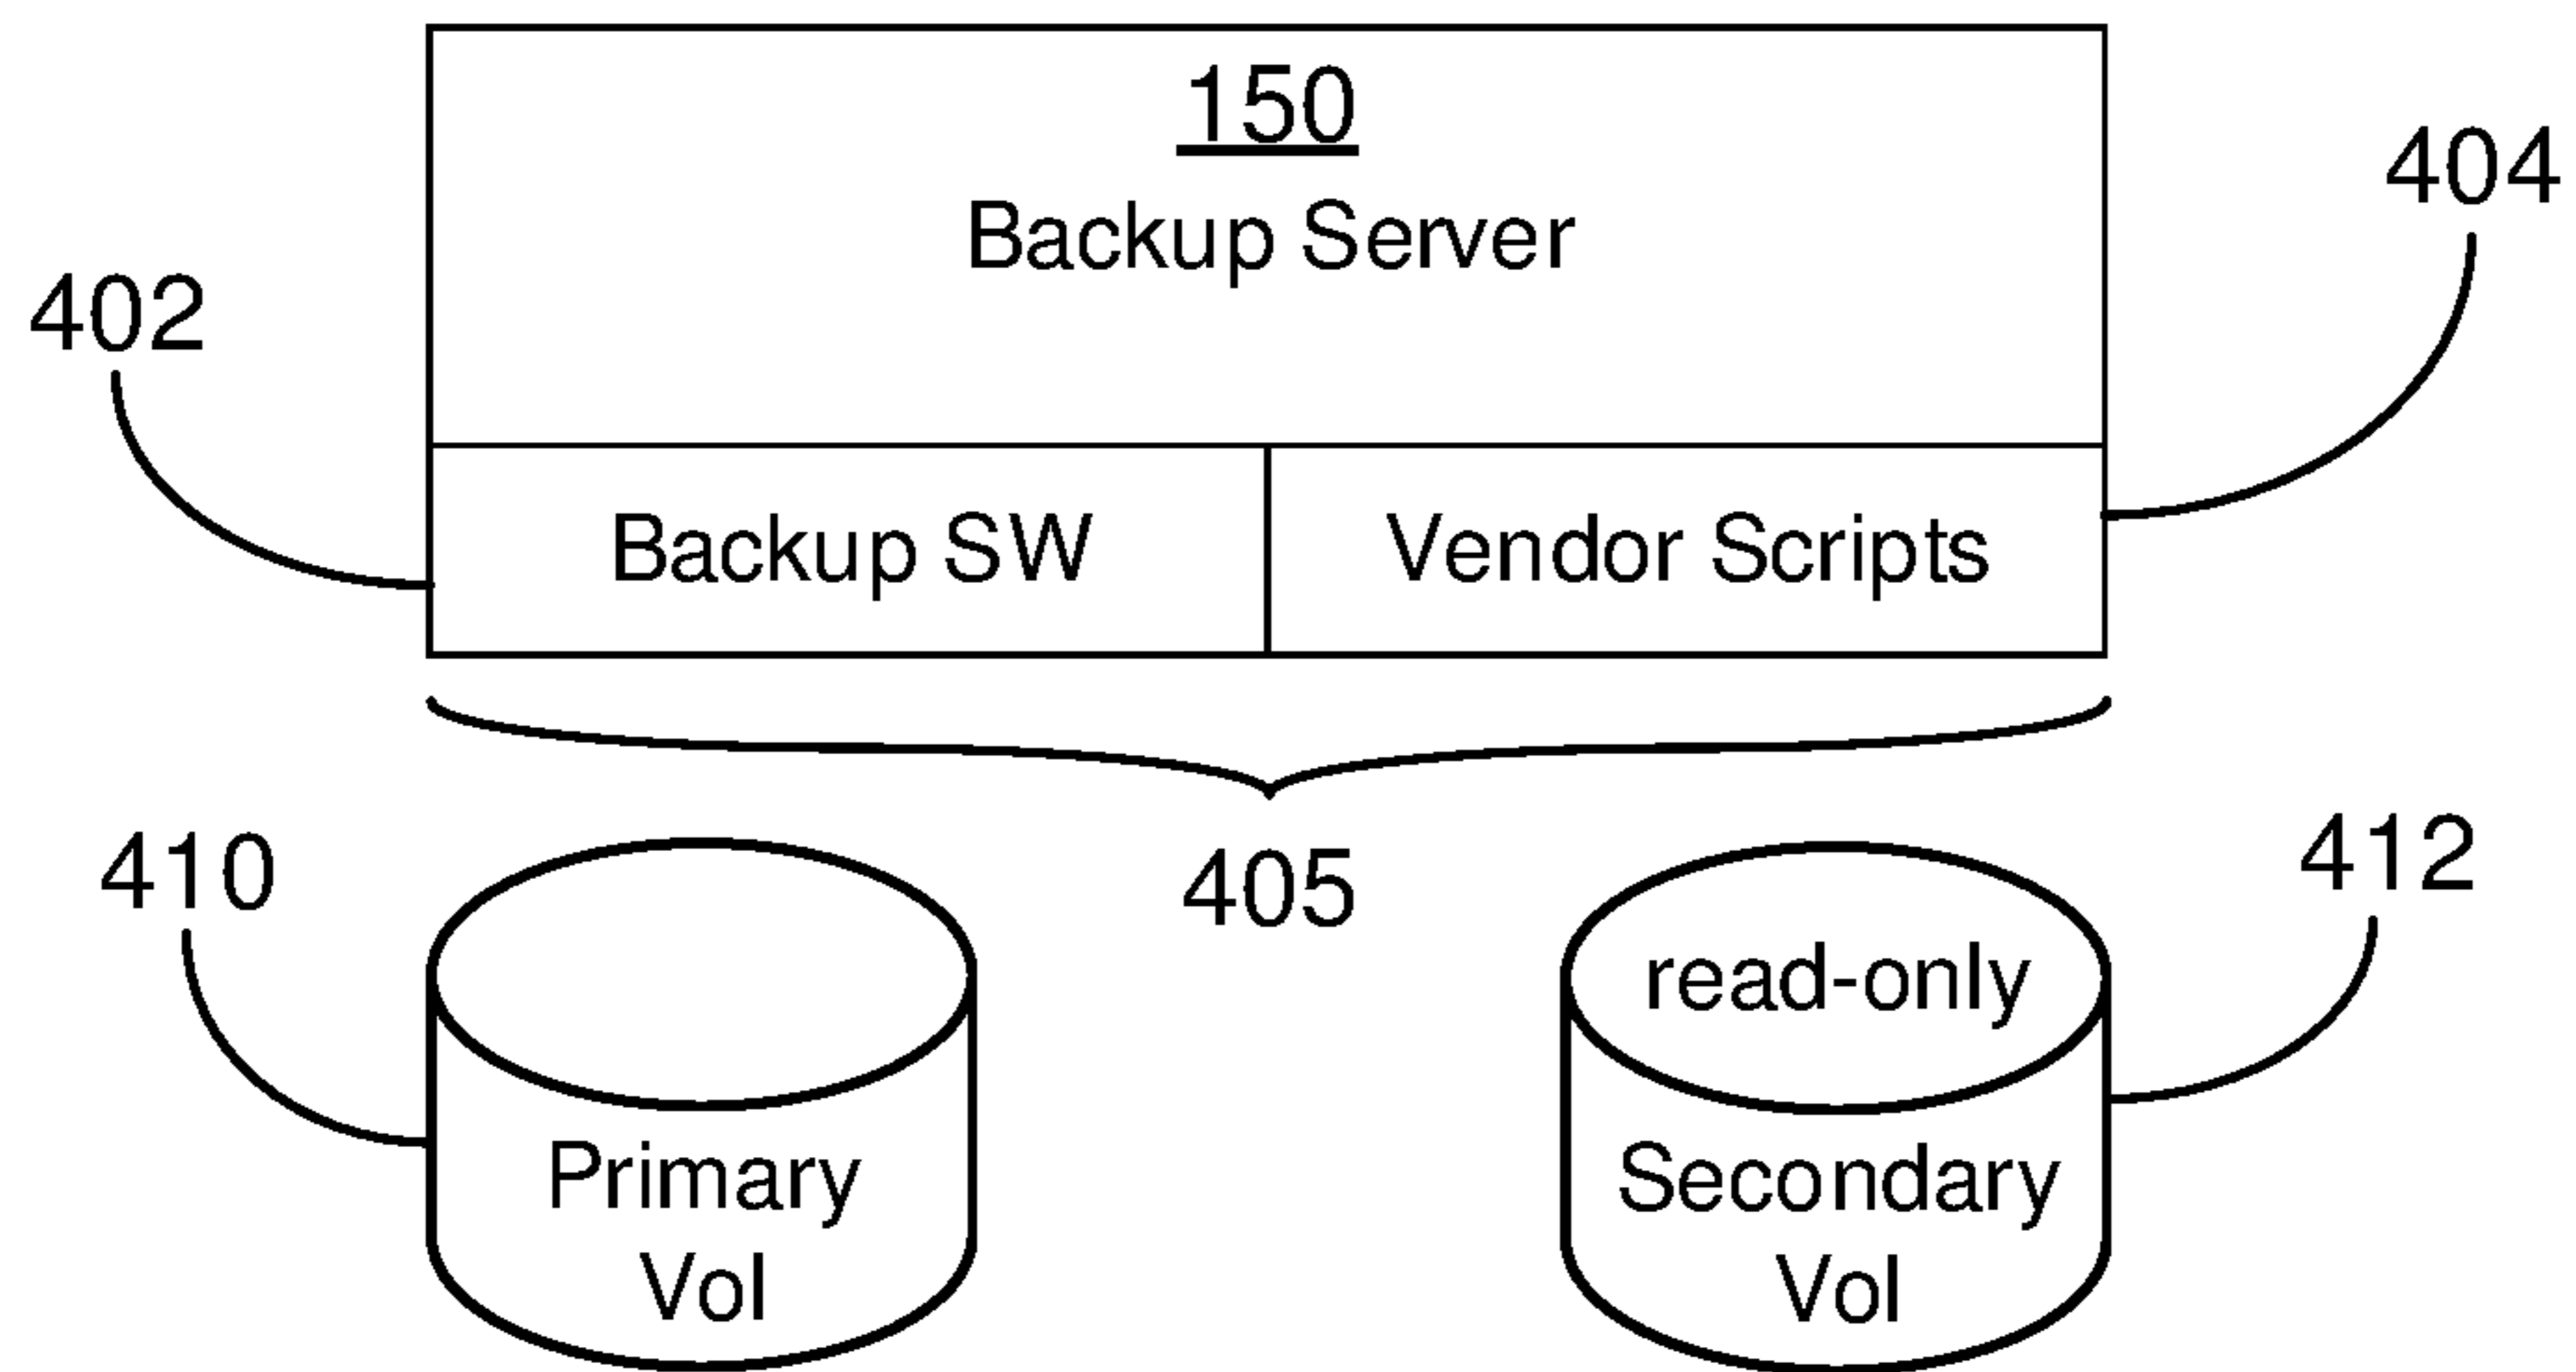 150
Backup Server
404
402
Backup SW
Vendor Scripts
405
410
412
read-only
Primary
Vol
Secondary
Vol